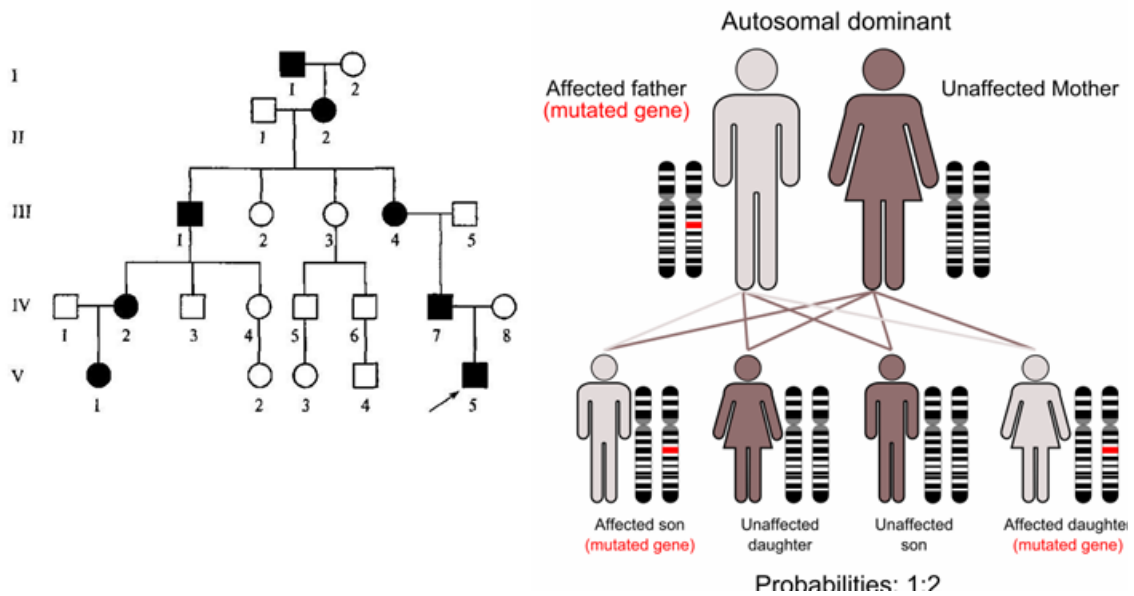 I
1
2
II
1
2
III
1
2
3
4
5
IV
1
2
3
4
5
6
7
8
V
1
2
3
4
5
Autosomal dominant
Affected father
(mutated gene)
Unaffected Mother
Affected son
(mutated gene)
Unaffected
daughter
Unaffected
son
Affected daughter
(mutated gene)
Probabilities: 1:2